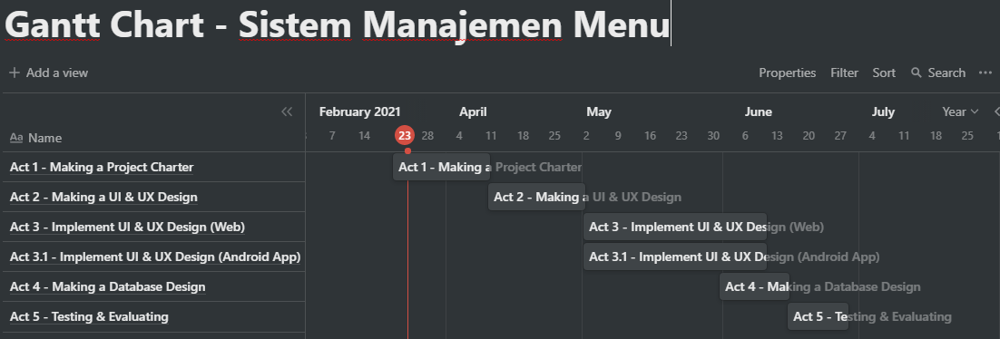 Gantt Chart - Sistem Manajemen Menu
Add a view
Properties Filter Sort Search
February 2021 April May June July Year
Aa Name
7 14 23 28 4 11 18 25 2 9 16 23 30 6 13 20 27 4 11 18 25
Act 1 - Making a Project Charter Act 1 - Making a Project Charter
Act 2 - Making a UI & UX Design Act 2 - Making a UI & UX Design
Act 3 - Implement UI & UX Design (Web) Act 3 - Implement UI & UX Design (Web)
Act 3.1 - Implement UI & UX Design (Android App) Act 3.1 - Implement UI & UX Design (Android App)
Act 4 - Making a Database Design Act 4 - Making a Database Design
Act 5 - Testing & Evaluating Act 5 - Testing & Evaluating